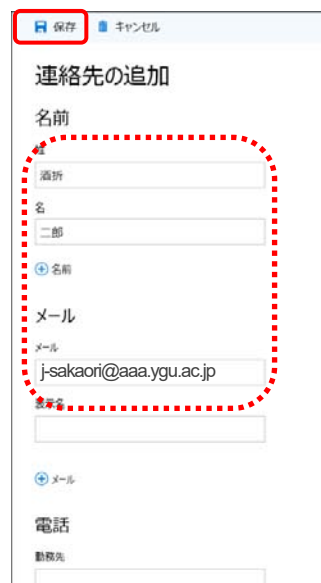 保存 キャンセル
連絡先の追加
名前
姓
酒折
名
二郎
名前
メール
メール
j-sakaori@aaa.ygu.ac.jp
表示名
メール
電話
勤務先